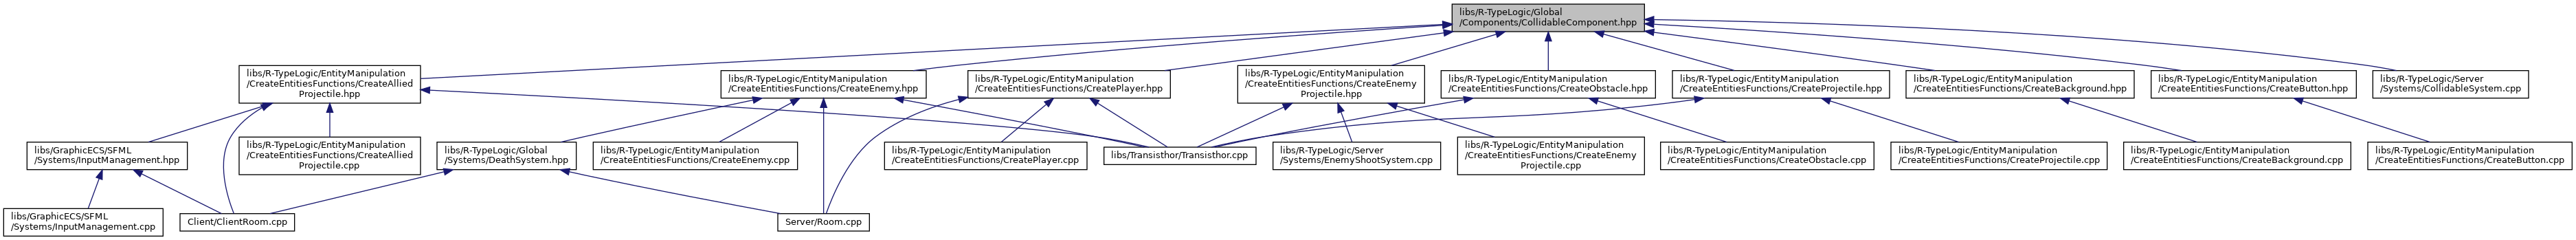 libs/R-TypeLogic/Global
/Components/CollidableComponent.hpp
libs/R-TypeLogic/EntityManipulation
/CreateEntitiesFunctions/CreateAllied
Projectile.hpp
libs/R-TypeLogic/EntityManipulation
/CreateEntitiesFunctions/CreateEnemy.hpp
libs/R-TypeLogic/EntityManipulation
/CreateEntitiesFunctions/CreatePlayer.hpp
libs/R-TypeLogic/EntityManipulation
/CreateEntitiesFunctions/CreateEnemy
Projectile.hpp
libs/R-TypeLogic/EntityManipulation
/CreateEntitiesFunctions/CreateObstacle.hpp
libs/R-TypeLogic/EntityManipulation
/CreateEntitiesFunctions/CreateProjectile.hpp
libs/R-TypeLogic/EntityManipulation
/CreateEntitiesFunctions/CreateBackground.hpp
libs/R-TypeLogic/EntityManipulation
/CreateEntitiesFunctions/CreateButton.hpp
libs/R-TypeLogic/Server
/Systems/CollidableSystem.cpp
libs/GraphicECS/SFML
/Systems/InputManagement.hpp
libs/R-TypeLogic/EntityManipulation
/CreateEntitiesFunctions/CreateAllied
Projectile.cpp
libs/R-TypeLogic/Global
/Systems/DeathSystem.hpp
libs/R-TypeLogic/EntityManipulation
/CreateEntitiesFunctions/CreateEnemy.cpp
libs/R-TypeLogic/EntityManipulation
/CreateEntitiesFunctions/CreatePlayer.cpp
libs/Transisthor/Transisthor.cpp
libs/R-TypeLogic/Server
/Systems/EnemyShootSystem.cpp
libs/R-TypeLogic/EntityManipulation
/CreateEntitiesFunctions/CreateEnemy
Projectile.cpp
libs/R-TypeLogic/EntityManipulation
/CreateEntitiesFunctions/CreateObstacle.cpp
libs/R-TypeLogic/EntityManipulation
/CreateEntitiesFunctions/CreateProjectile.cpp
libs/R-TypeLogic/EntityManipulation
/CreateEntitiesFunctions/CreateBackground.cpp
libs/R-TypeLogic/EntityManipulation
/CreateEntitiesFunctions/CreateButton.cpp
libs/GraphicECS/SFML
/Systems/InputManagement.cpp
Client/ClientRoom.cpp
Server/Room.cpp